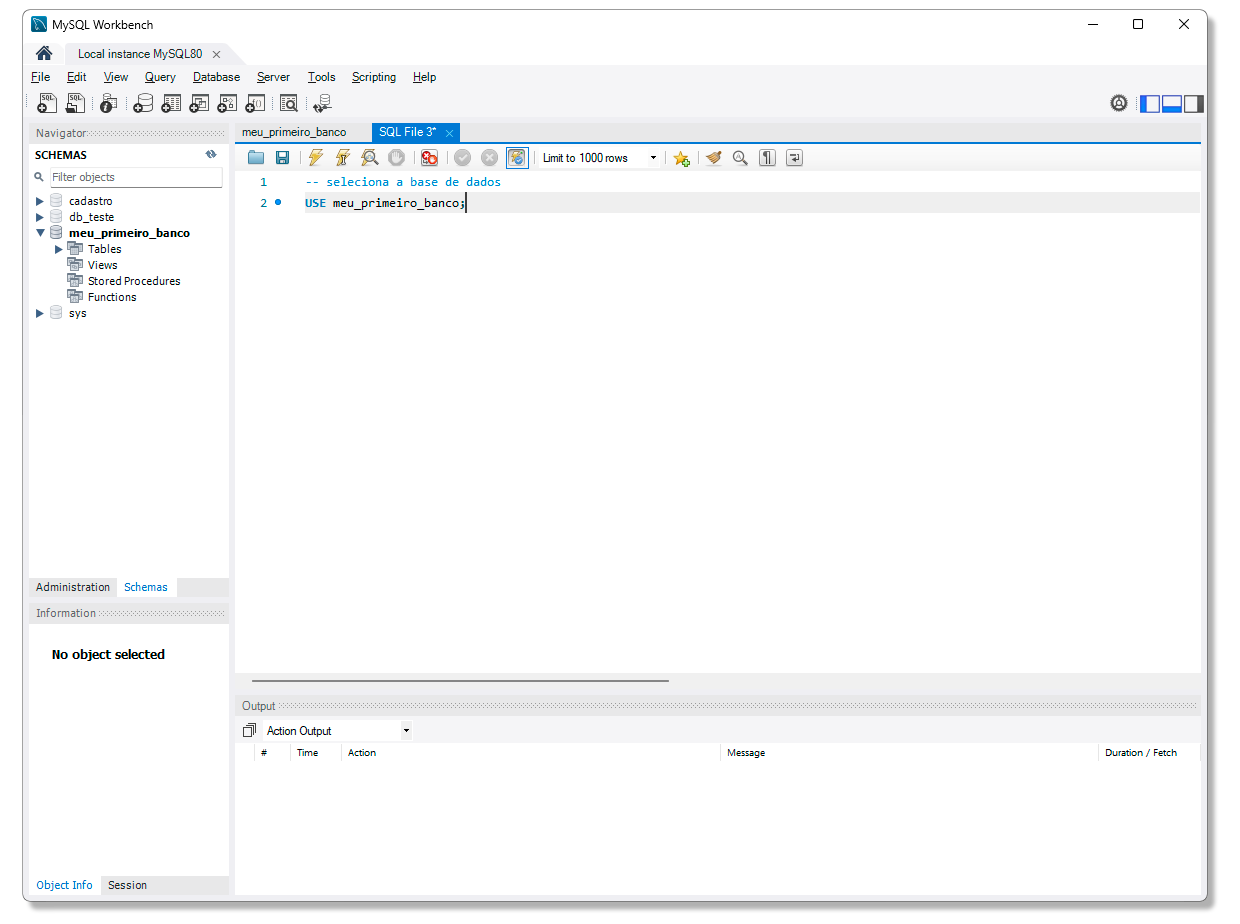 MySQL Workbench
Local instance MySQL80
File Edit View Query Database Server Tools Scripting Help
Navigator
SCHEMAS
Filter objects
cadastro
db_teste
meu_primeiro_banco
Tables
Views
Stored Procedures
Functions
sys
Administration Schemas
Information
No object selected
Object Info Session
meu_primeiro_banco SQL File 3*
Limit to 1000 rows
1 -- seleciona a base de dados
2 USE meu_primeiro_banco;
Output
Action Output
# Time Action Message Duration / Fetch